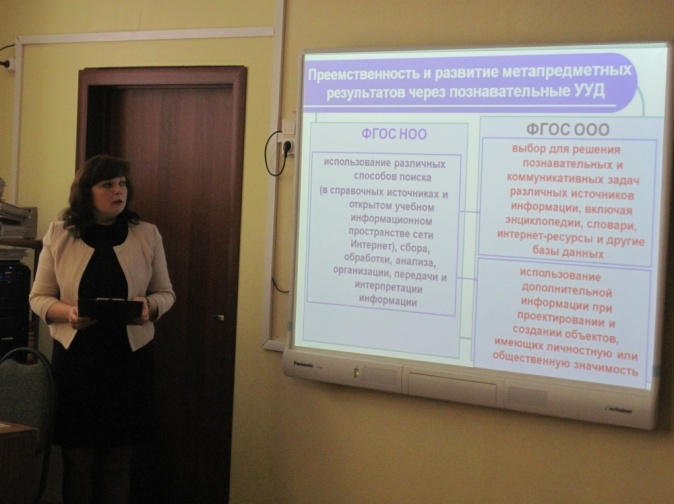 Преемственность и развитие метапредметных
результатов через познавательные УУД
ФГОС НОО
использование различных
способов поиска
(в справочных источниках и
открытом учебном
информационном
пространстве сети
Интернет), сбора,
обработки, анализа,
организации, передачи и
интерпретации
информации
ФГОС ООО
выбор для решения
познавательных и
коммуникативных задач
различных источников
информации, включая
энциклопедии, словари,
интернет-ресурсы и другие
базы данных
использование
дополнительной
информации при
проектировании и
создании объектов,
имеющих личностную или
общественную значимость
Panasonic